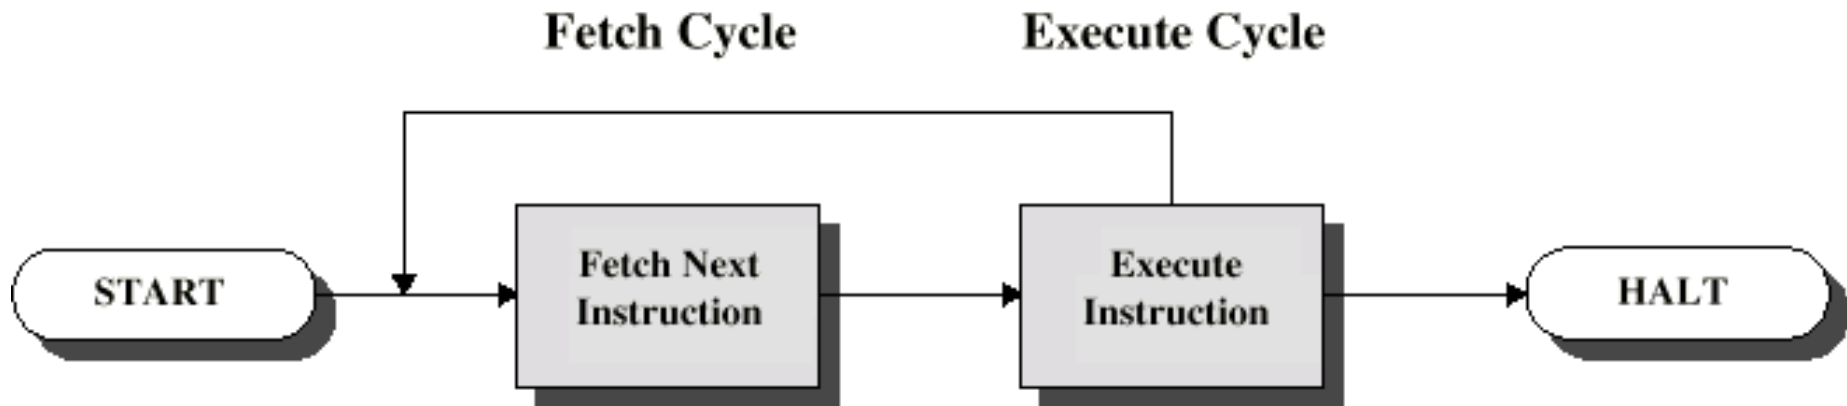 Fetch Cycle
Execute Cycle
START
Fetch Next
Instruction
Execute
Instruction
HALT